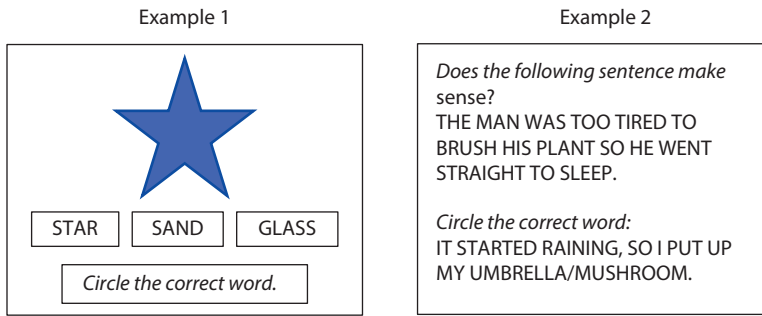 Example 1
STAR
SAND
GLASS
Circle the correct word.
Example 2
Does the following sentence make
sense?
THE MAN WAS TOO TIRED TO
BRUSH HIS PLANT SO HE WENT
STRAIGHT TO SLEEP.
Circle the correct word:
IT STARTED RAINING, SO I PUT UP
MY UMBRELLA/MUSHROOM.